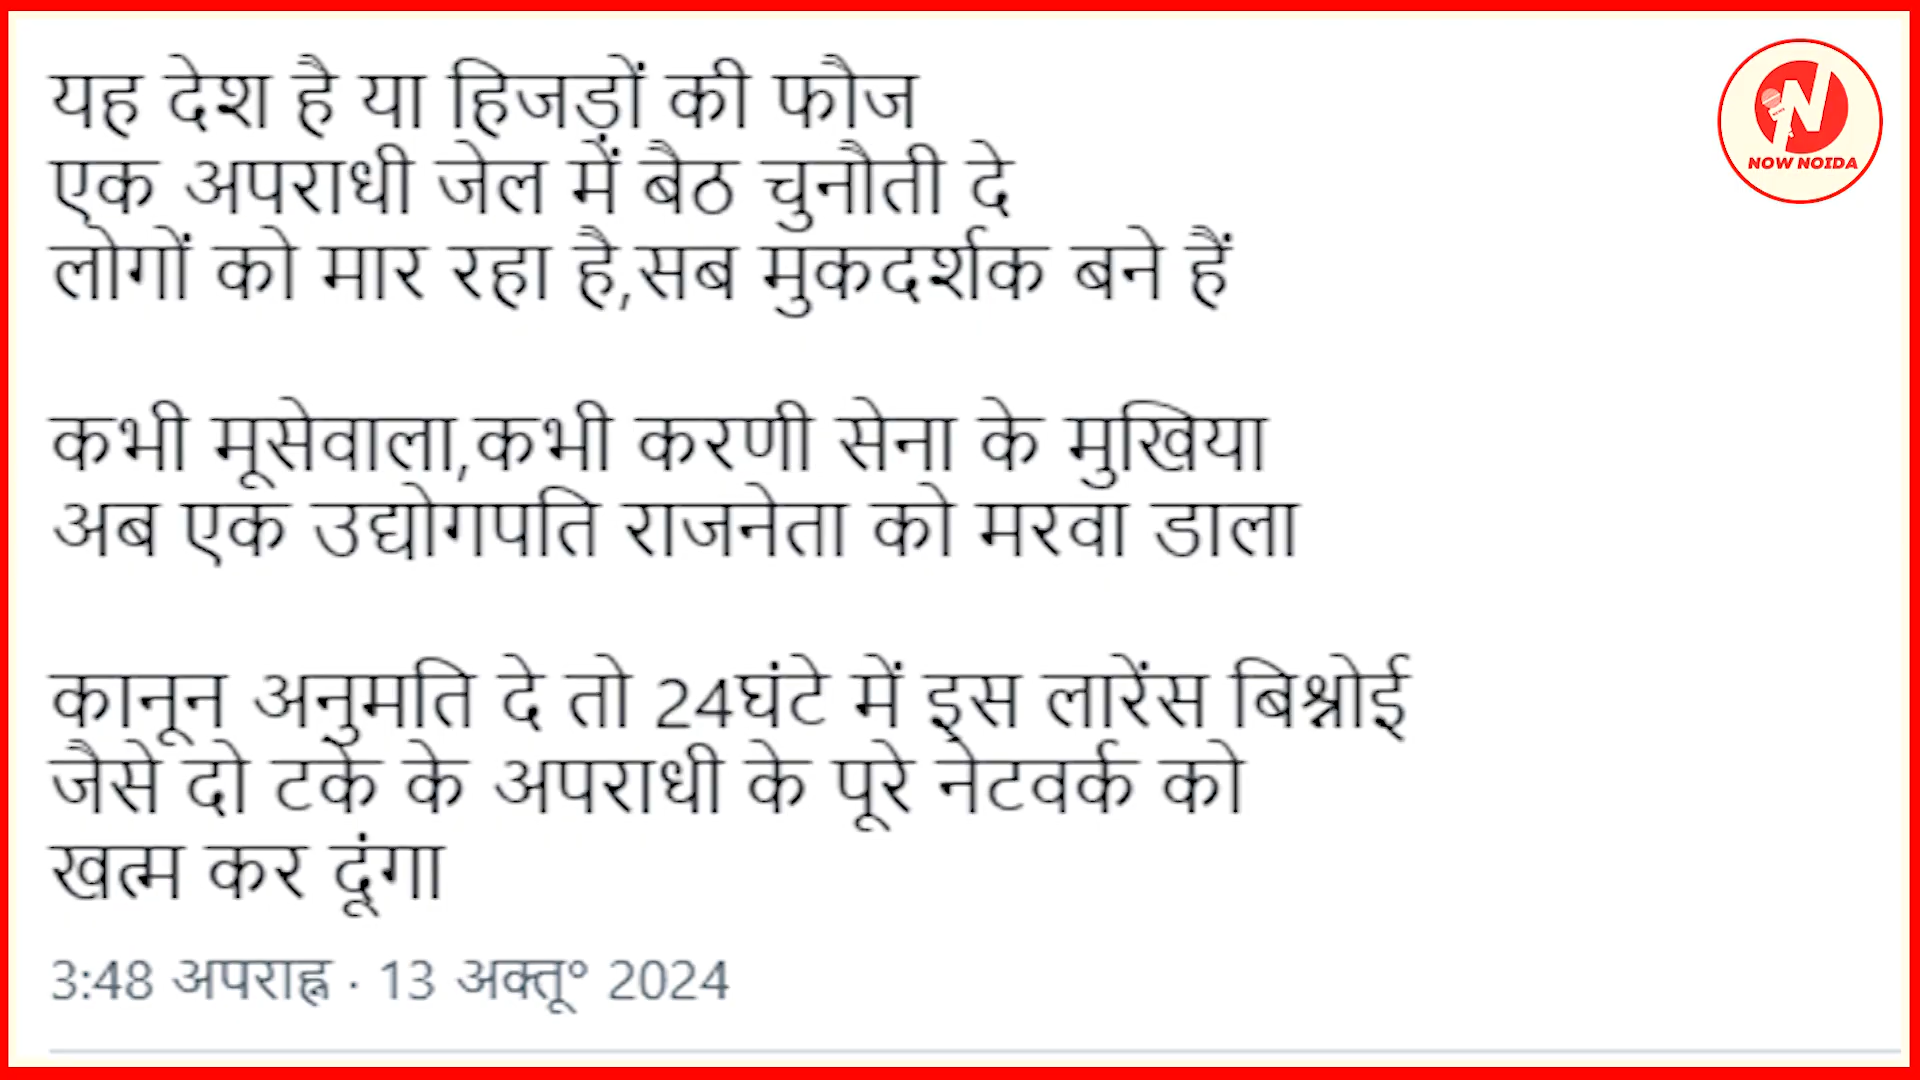 यह देश है या हिजड़ों की फौज
एक अपराधी जेल में बैठ चुनौती दे
लोगों को मार रहा है,सब मुकदर्शक बने हैं
कभी मूसेवाला,कभी करणी सेना के मुखिया
अब एक उद्योगपति राजनेता को मरवा डाला
कानून अनुमति दे तो 24घंटे में इस लारेंस बिश्नोई
जैसे दो टके के अपराधी के पूरे नेटवर्क को
खत्म कर दूंगा
3:48 अपराह्न · 13 अक्तू° 2024
N
NOW NOIDA